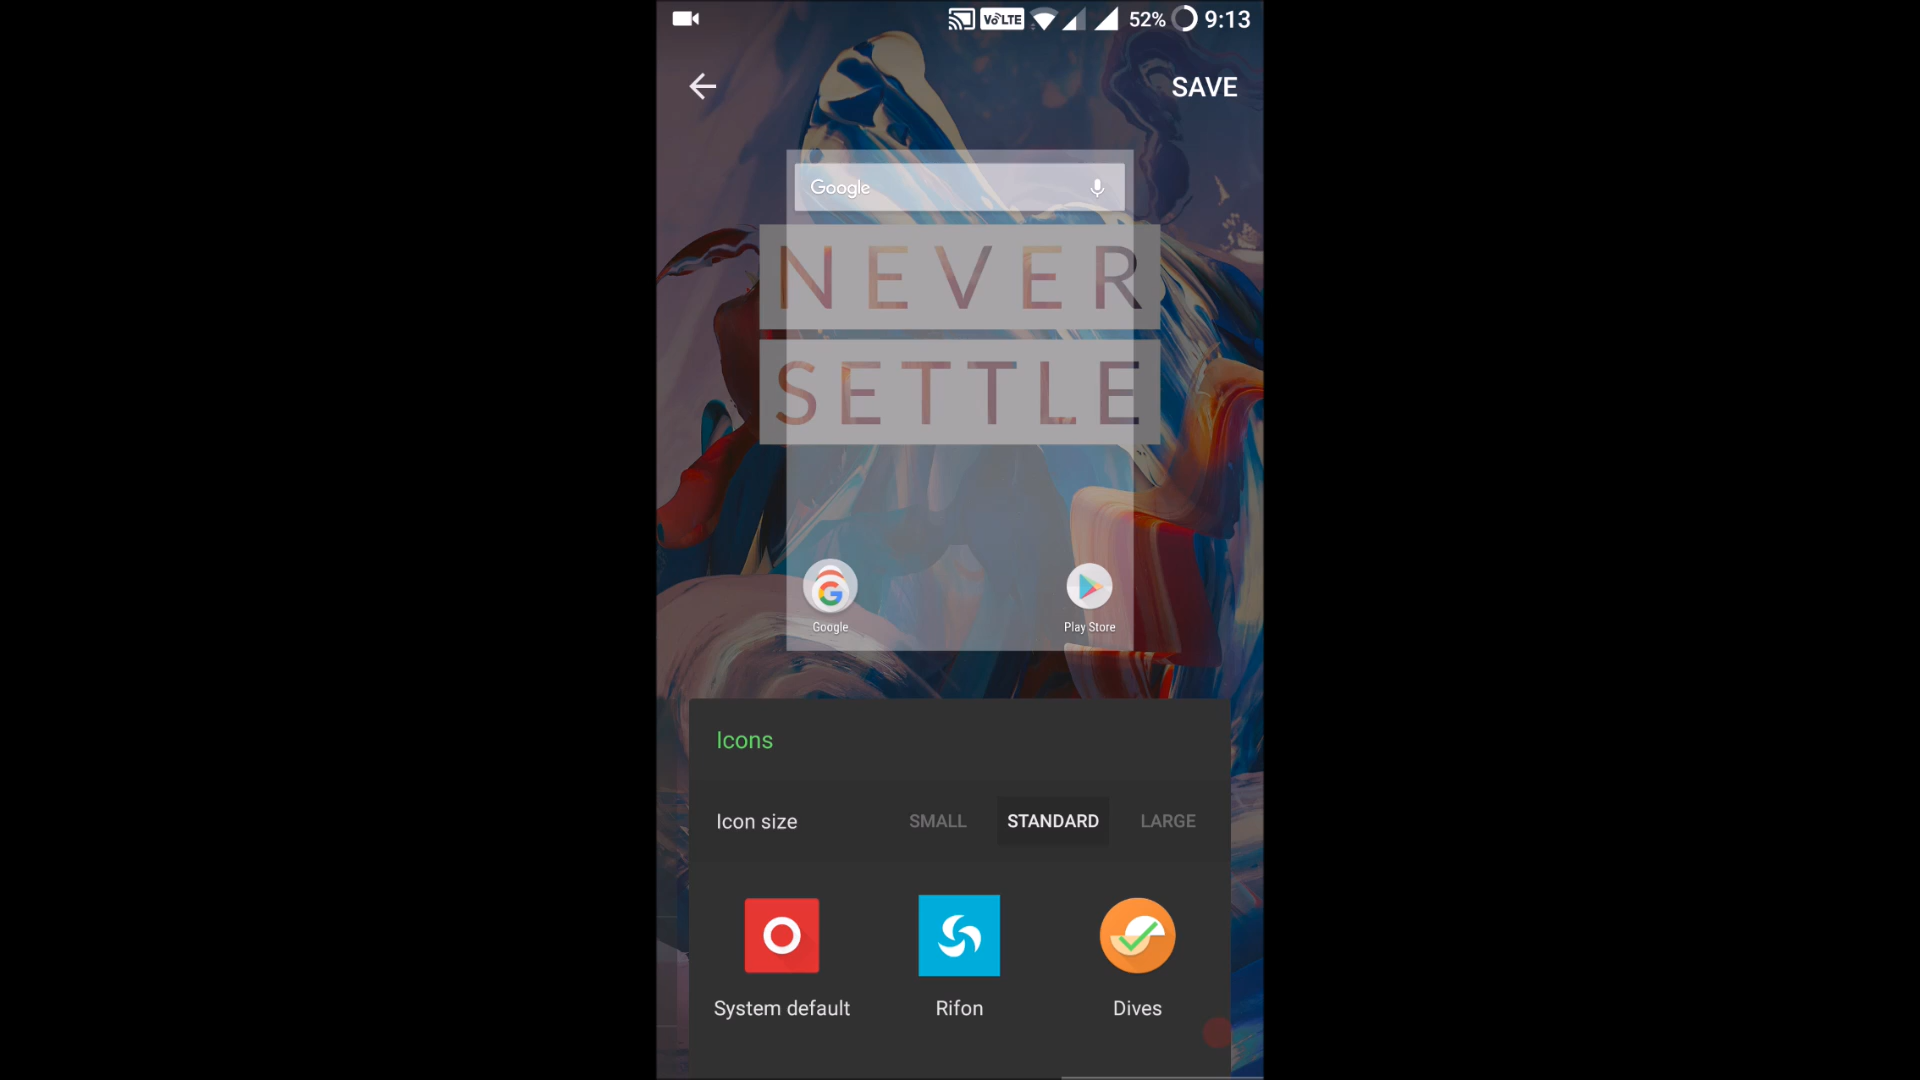 VoLTE 52% 9:13
SAVE
Google
NEVER
SETTLE
Google Play Store
Icons
Icon size SMALL STANDARD LARGE
System default Rifon Dives